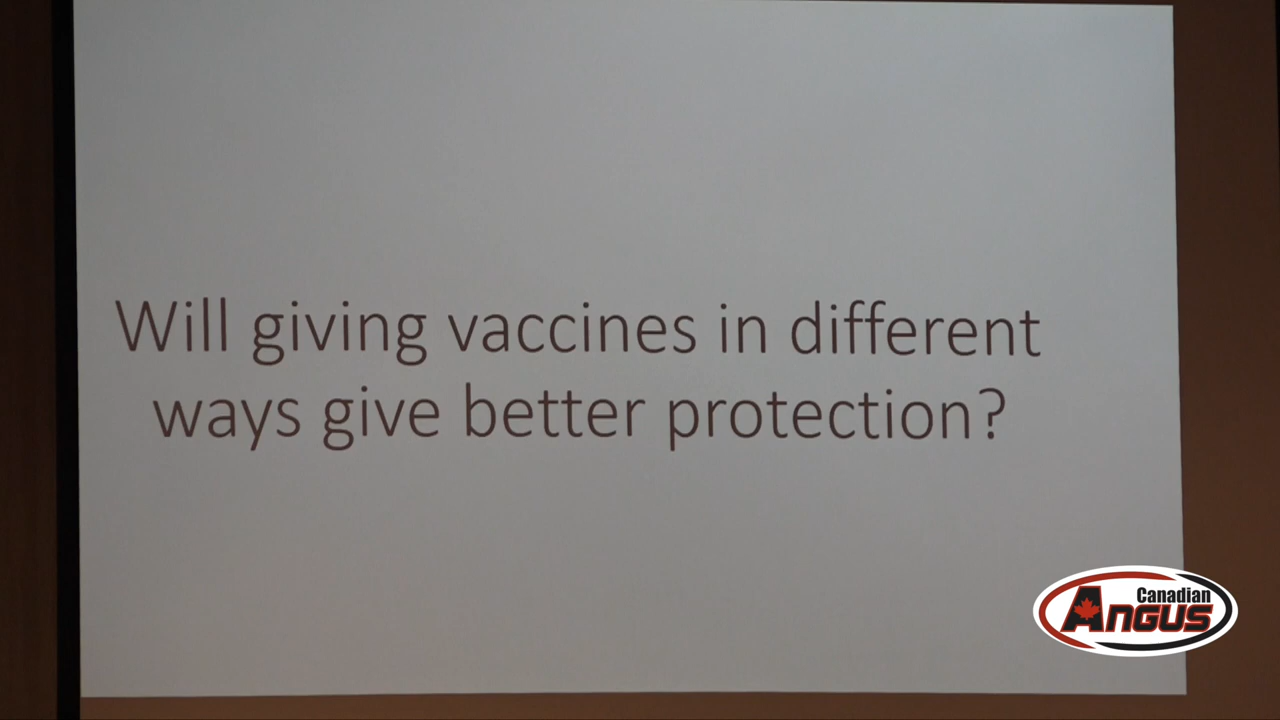 Will giving vaccines in different
ways give better protection?
Canadian
Angus